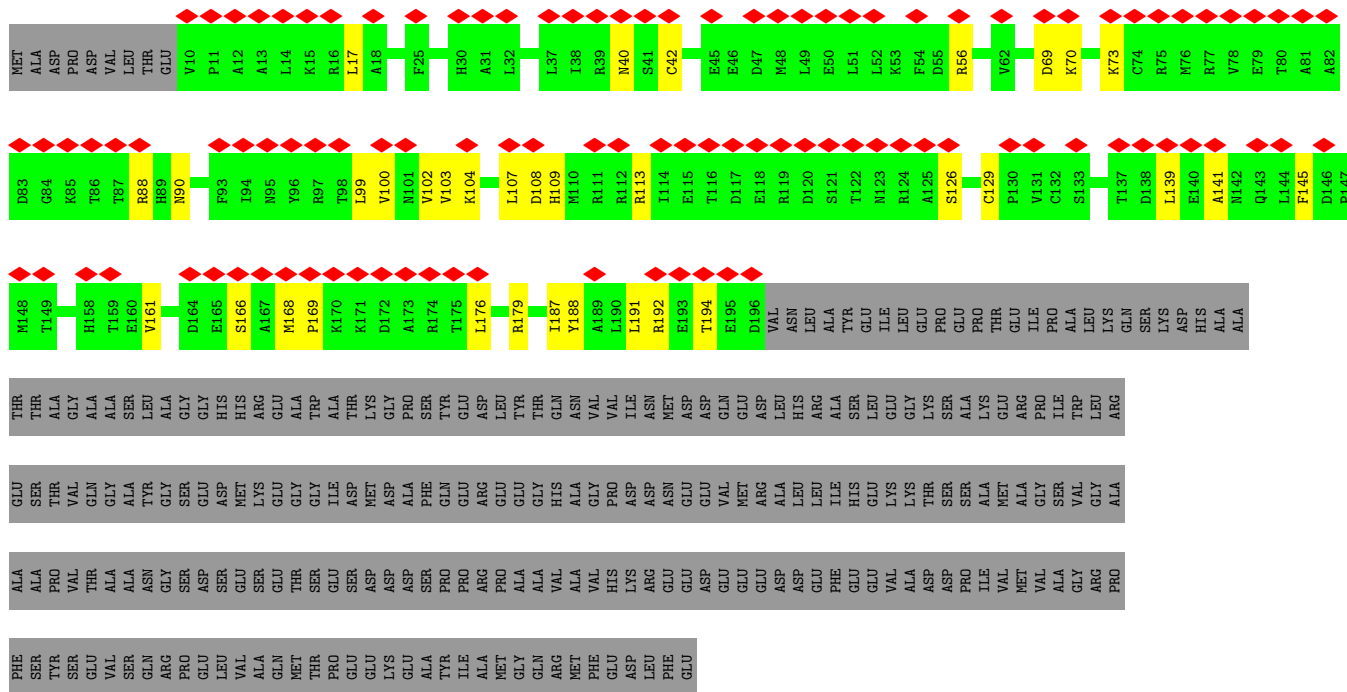 MET ALA ASP PRO ASP VAL LEU THR GLU V10 P11 A12 A13 L14 K15 R16 L17 A18 F25 H30 A31 L32 L37 I38 R39 N40 S41 C42 E45 E46 D47 M48 L49 E50 L51 L52 K53 F54 D55 R56 V62 D69 K70 K73 C74 R75 M76 R77 V78 E79 T80 A81 A82
D83 G84 K85 T86 T87 R88 H89 N90 F93 I94 N95 Y96 R97 T98 L99 V100 N101 V102 V103 K104 L107 D108 H109 M110 R111 R112 R113 I114 E115 T116 D117 E118 R119 D120 S121 T122 N123 R124 A125 S126 C129 P130 V131 C132 S133 T137 D138 L139 E140 A141 N142 Q143 L144 F145 D146
M148 T149 H158 T159 E160 V161 D164 E165 S166 A167 M168 P169 K170 K171 D172 A173 R174 T175 L176 R179 I187 Y188 A189 L190 L191 R192 E193 T194 E195 D196 VAL ASN LEU ALA TYR GLU ILE LEU GLU PRO GLU PRO THR GLU ILE PRO ALA LEU LYS GLN SER LYS ASP HIS ALA ALA
THR THR ALA GLY ALA ALA SER LEU ALA GLY GLY HIS HIS ARG GLU ALA TRP ALA THR LYS GLY PRO SER TYR GLU ASP LEU TYR THR GLN ASN VAL VAL ILE ASN MET ASP ASP GLN GLU ASP LEU HIS ARG ALA SER LEU GLU GLY LYS SER ALA LYS GLU ARG PRO ILE TRP LEU ARG
GLU SER THR VAL GLN GLY ALA TYR GLY SER GLU ASP MET LYS GLU GLY GLY ILE ASP MET ASP ALA PHE GLN GLU ARG GLU GLU GLY HIS ALA GLY PRO ASP ASP ASN GLU GLU VAL MET ARG ALA LEU LEU ILE HIS GLU LYS LYS THR SER SER ALA MET ALA GLY SER VAL GLY ALA
ALA ALA PRO VAL THR ALA ALA ASN GLY SER ASP SER GLU SER GLU THR SER GLU SER ASP ASP ASP SER PRO PRO ARG PRO ALA ALA VAL ALA VAL HIS LYS ARG GLU GLU ASP GLU GLU GLU ASP ASP GLU PHE GLU GLU VAL ALA ASP ASP PRO ILE VAL MET VAL ALA GLY ARG PRO
PHE SER TYR SER GLU VAL SER GLN ARG PRO GLU LEU VAL ALA GLN MET THR PRO GLU GLU LYS GLU ALA TYR ILE ALA MET GLY GLN ARG MET PHE GLU ASP LEU PHE GLU